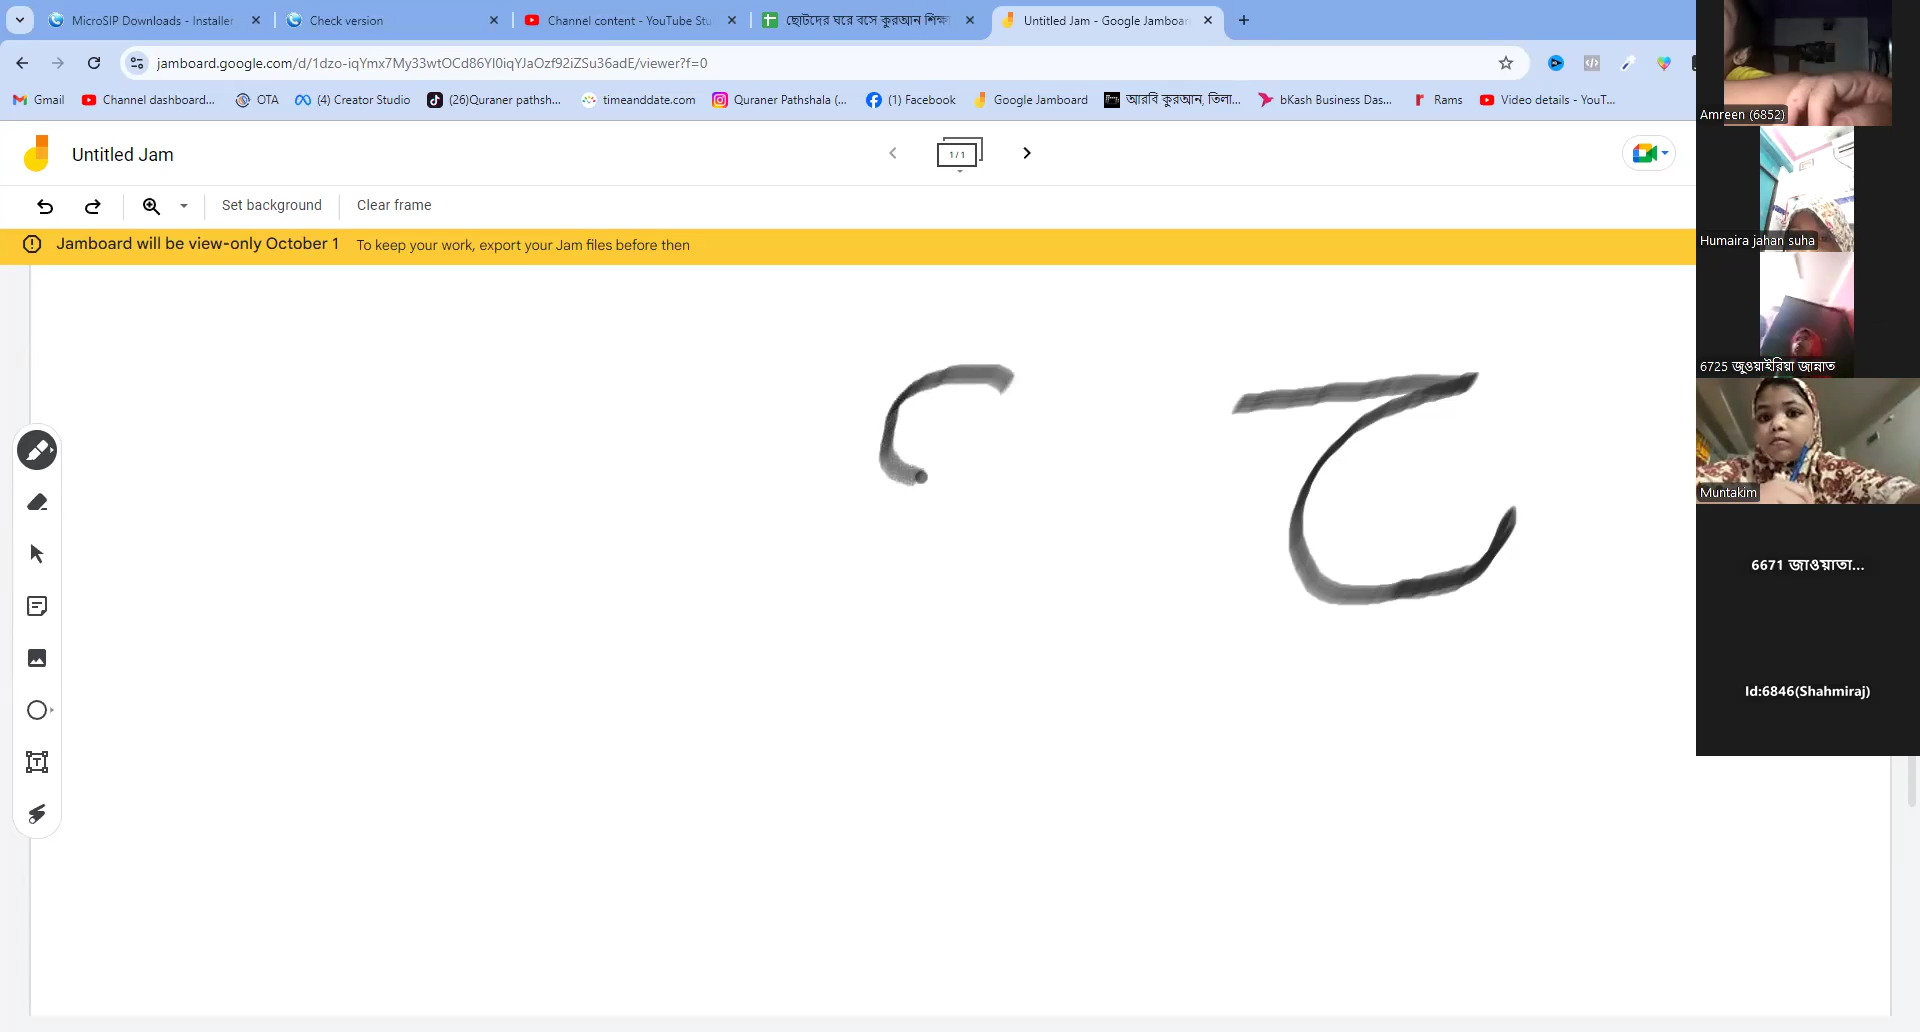 MicroSIP Downloads - Installer
Check version
Channel content - YouTube Stu
ছোটদের ঘরে বসে কুরআন শিক্ষ
Untitled Jam - Google Jamboar
jamboard.google.com/d/1dzo-iqYmx7My33wtOCd86Yl0iqYJaOzf92iZSu36adE/viewer?f=0
Gmail
Channel dashboard...
OTA
(4) Creator Studio
(26)Quraner pathsh...
timeanddate.com
Quraner Pathshala (...
(1) Facebook
Google Jamboard
আরবি কুরআন, তিলা...
bKash Business Das...
Rams
Video details - YouT...
Untitled Jam
1 / 1
Set background
Clear frame
Jamboard will be view-only October 1 To keep your work, export your Jam files before then
ح
Amreen (6852)
Humaira jahan suha
6725 জুওয়াইরিয়া জান্নাত
Muntakim
6671 জাওয়াতা...
Id:6846(Shahmiraj)